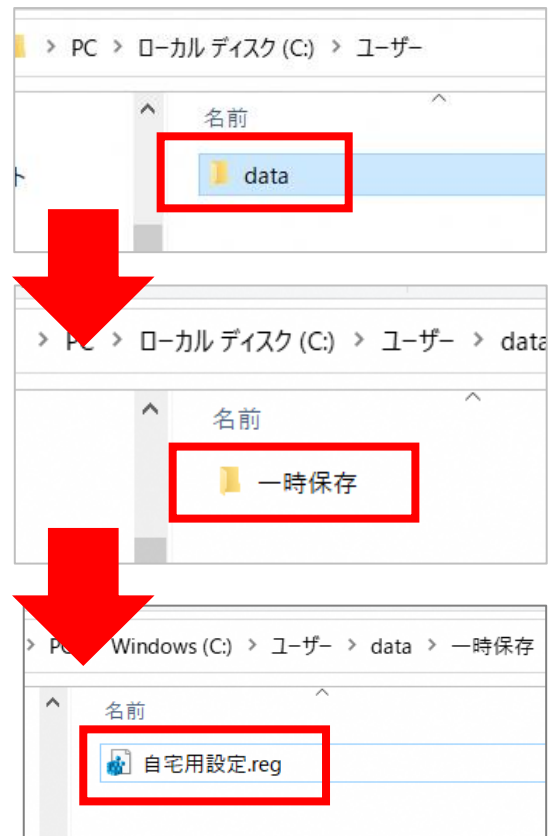 > PC > ローカル ディスク (C:) > ユーザー
名前
ト
data
> PC > ローカル ディスク (C:) > ユーザー > data
名前
一時保存
> PC > Windows (C:) > ユーザー > data > 一時保存
名前
自宅用設定.reg